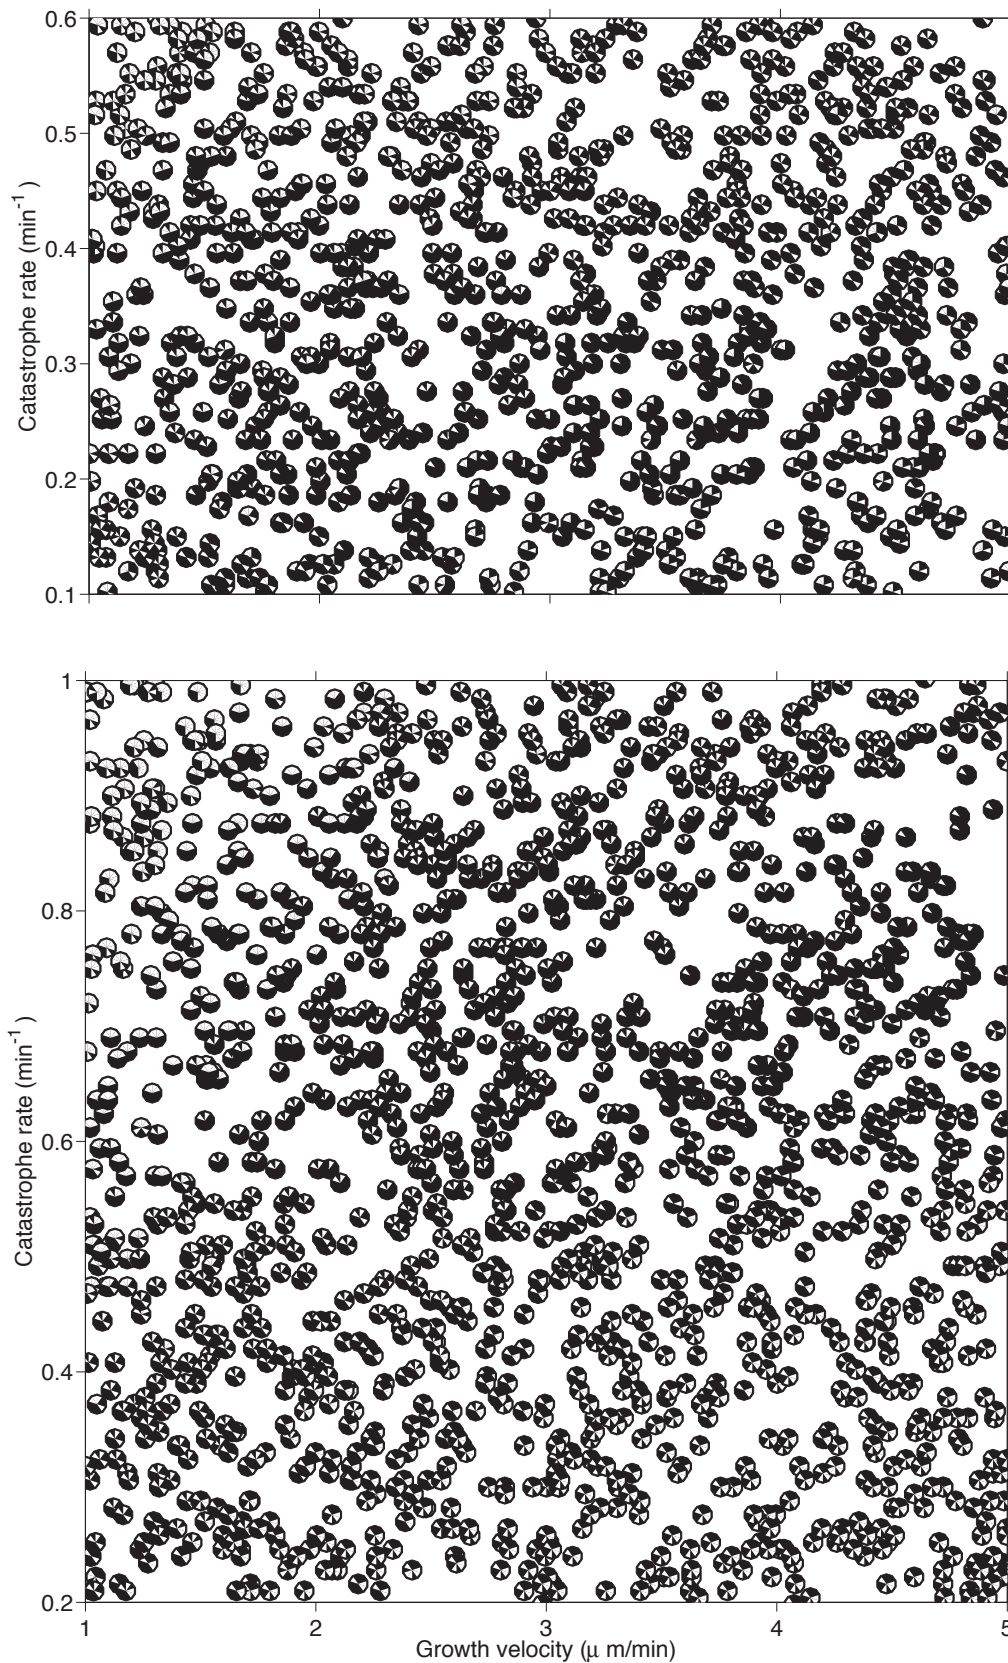 0.6
0.5
0.4
0.3
0.2
0.1
Catastrophe rate (min⁻¹ )
1
0.8
0.6
0.4
0.2
Catastrophe rate (min⁻¹ )
1 2 3 4 5
Growth velocity (μ m/min)